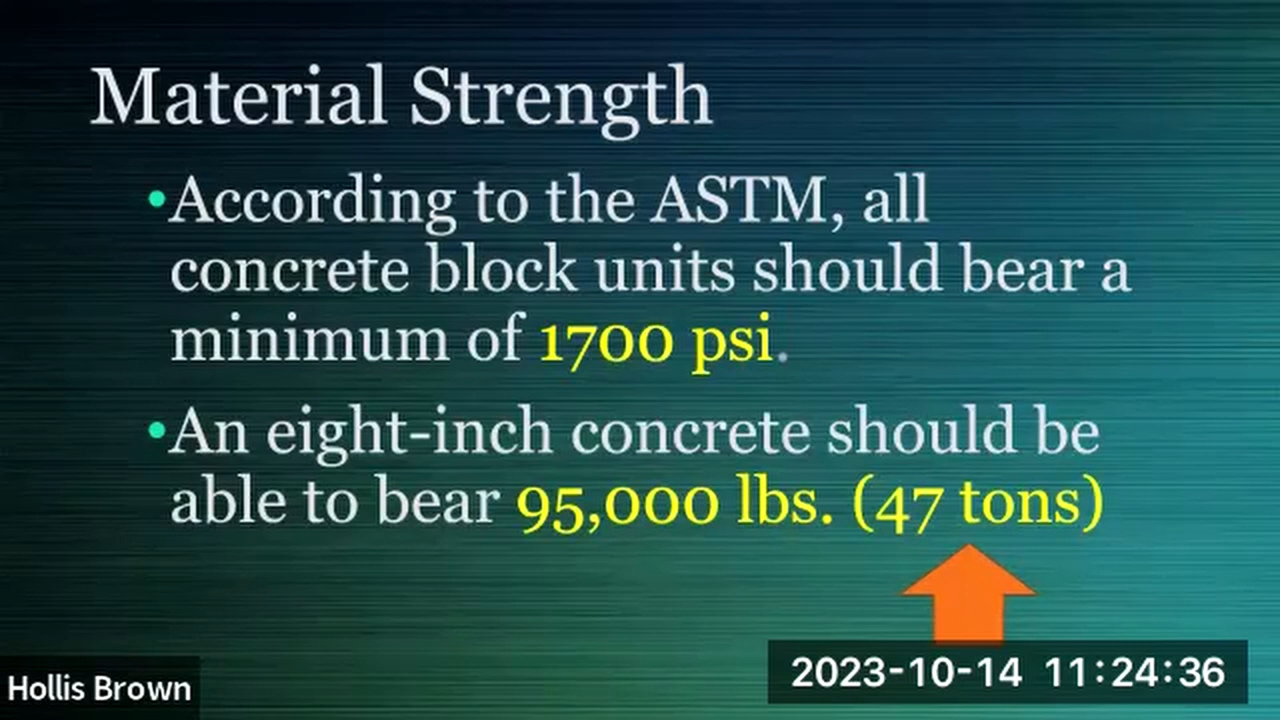 Material Strength
•According to the ASTM, all
concrete block units should bear a
minimum of 1700 psi.
•An eight-inch concrete should be
able to bear 95,000 lbs. (47 tons)
Hollis Brown
2023-10-14 11:24:36